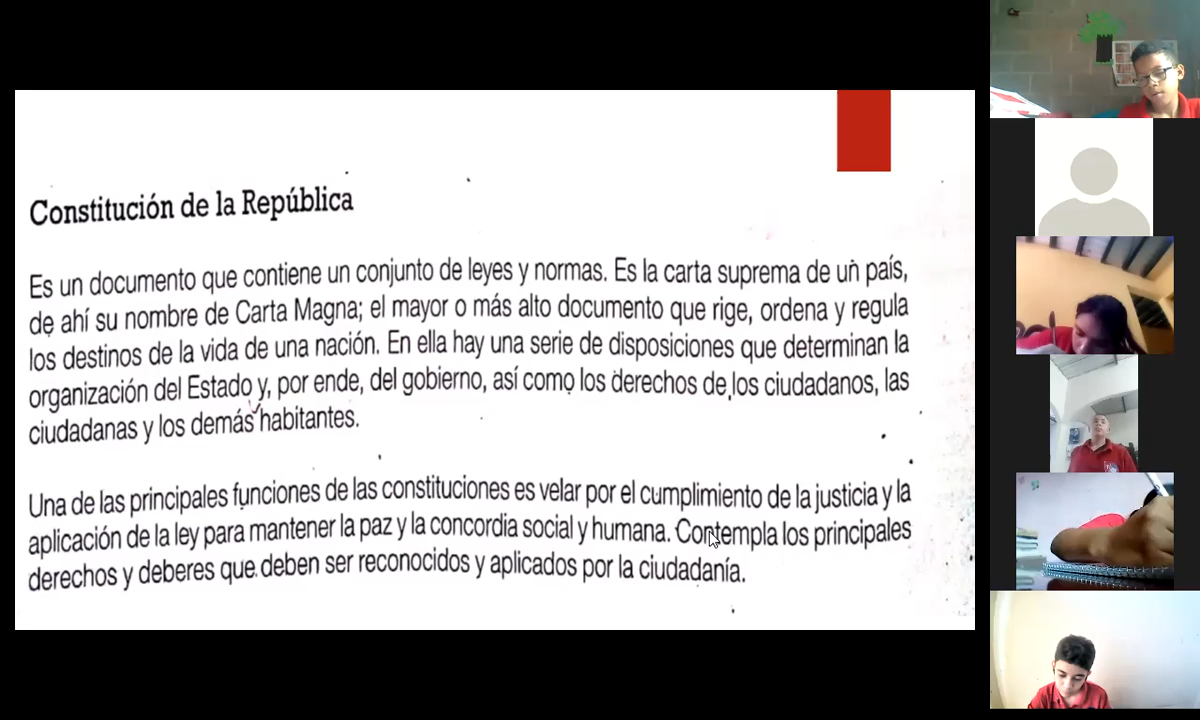 Constitución de la República
Es un documento que contiene un conjunto de leyes y normas. Es la carta suprema de un país,
de ahí su nombre de Carta Magna; el mayor o más alto documento que rige, ordena y regula
los destinos de la vida de una nación. En ella hay una serie de disposiciones que determinan la
organización del Estado y, por ende, del gobierno, así como los derechos de los ciudadanos, las
ciudadanas y los demás habitantes.
Una de las principales funciones de las constituciones es velar por el cumplimiento de la justicia y la
aplicación de la ley para mantener la paz y la concordia social y humana. Contempla los principales
derechos y deberes que deben ser reconocidos y aplicados por la ciudadanía.